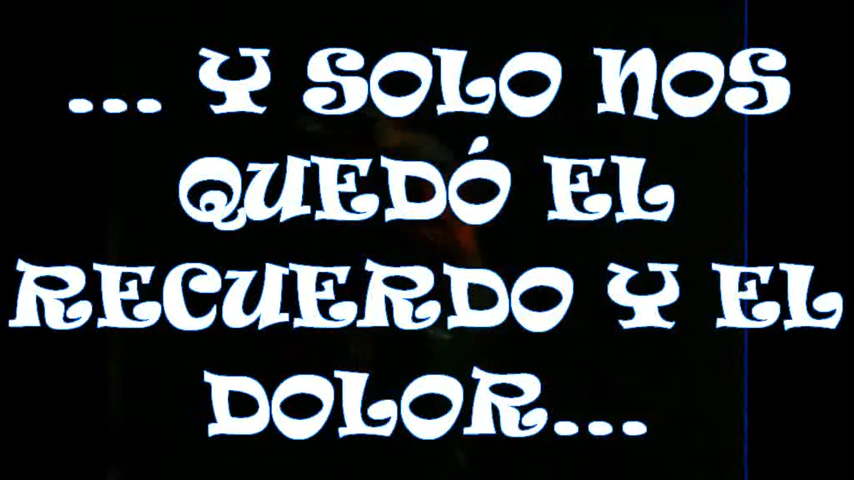 ... Y SOLO NOS
QUEDÓ EL
RECUERDO Y EL
DOLOR...